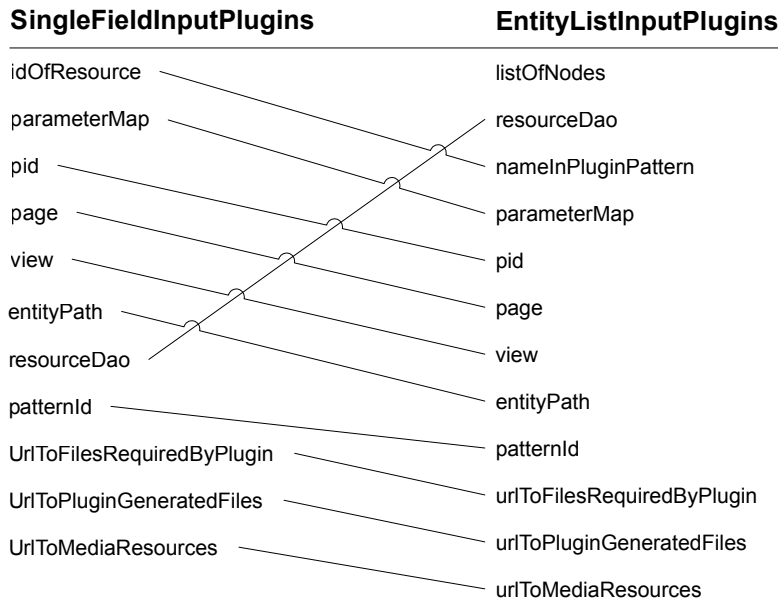 SingleFieldInputPlugins
EntityListInputPlugins
idOfResource
listOfNodes
parameterMap
resourceDao
pid
nameInPluginPattern
page
parameterMap
view
pid
entityPath
page
resourceDao
view
patternId
entityPath
UrlToFilesRequiredByPlugin
patternId
UrlToPluginGeneratedFiles
urlToFilesRequiredByPlugin
UrlToMediaResources
urlToPluginGeneratedFiles
urlToMediaResources